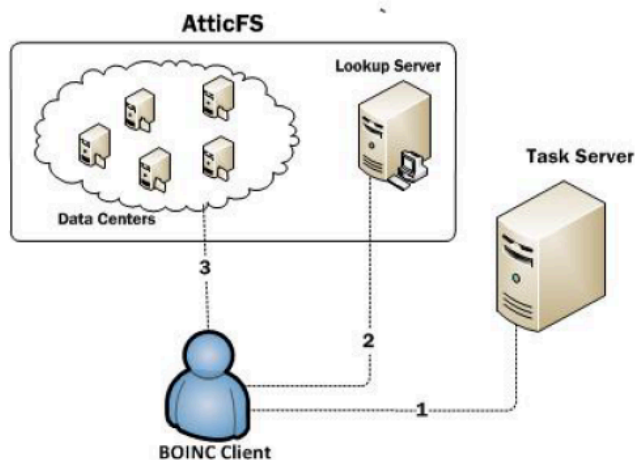 AtticFS
Lookup Server
Task Server
Data Centers
3
2
1
BOINC Client